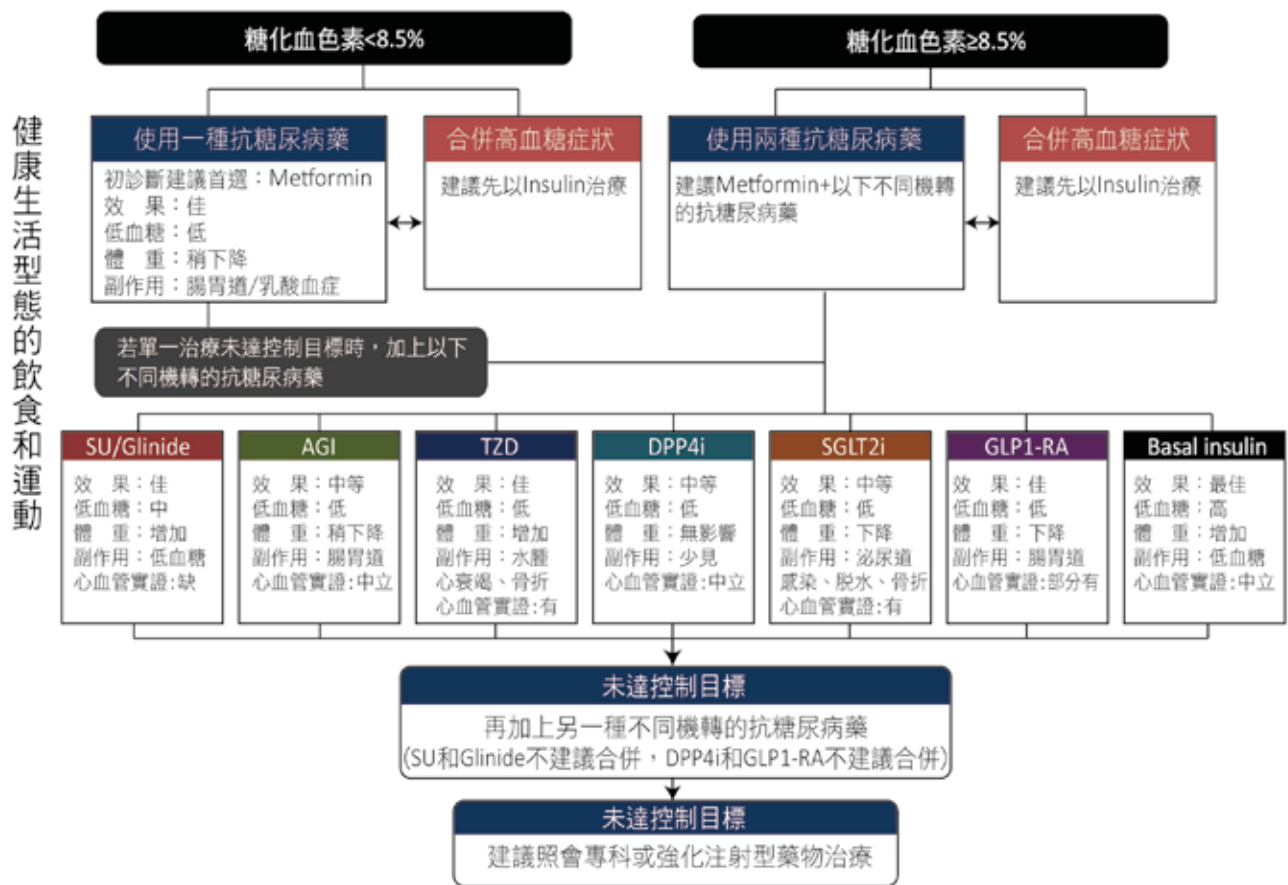 糖化血色素<8.5%
糖化血色素≥8.5%
健康生活型態的飲食和運動
使用一種抗糖尿病藥
初診斷建議首選：Metformin
效　果：佳
低血糖：低
體　重：稍下降
副作用：腸胃道/乳酸血症
合併高血糖症狀
建議先以Insulin治療
使用兩種抗糖尿病藥
建議Metformin+以下不同機轉
的抗糖尿病藥
合併高血糖症狀
建議先以Insulin治療
若單一治療未達控制目標時，加上以下
不同機轉的抗糖尿病藥
SU/Glinide
效　果：佳
低血糖：中
體　重：增加
副作用：低血糖
心血管實證:缺
AGI
效　果：中等
低血糖：低
體　重：稍下降
副作用：腸胃道
心血管實證:中立
TZD
效　果：佳
低血糖：低
體　重：增加
副作用：水腫
心衰竭、骨折
心血管實證:有
DPP4i
效　果：中等
低血糖：低
體　重：無影響
副作用：少見
心血管實證:中立
SGLT2i
效　果：中等
低血糖：低
體　重：下降
副作用：泌尿道
感染、脱水、骨折
心血管實證:有
GLP1-RA
效　果：佳
低血糖：低
體　重：下降
副作用：腸胃道
心血管實證:部分有
Basal insulin
效　果：最佳
低血糖：高
體　重：增加
副作用：低血糖
心血管實證:中立
未達控制目標
再加上另一種不同機轉的抗糖尿病藥
(SU和Glinide不建議合併，DPP4i和GLP1-RA不建議合併)
未達控制目標
建議照會專科或強化注射型藥物治療